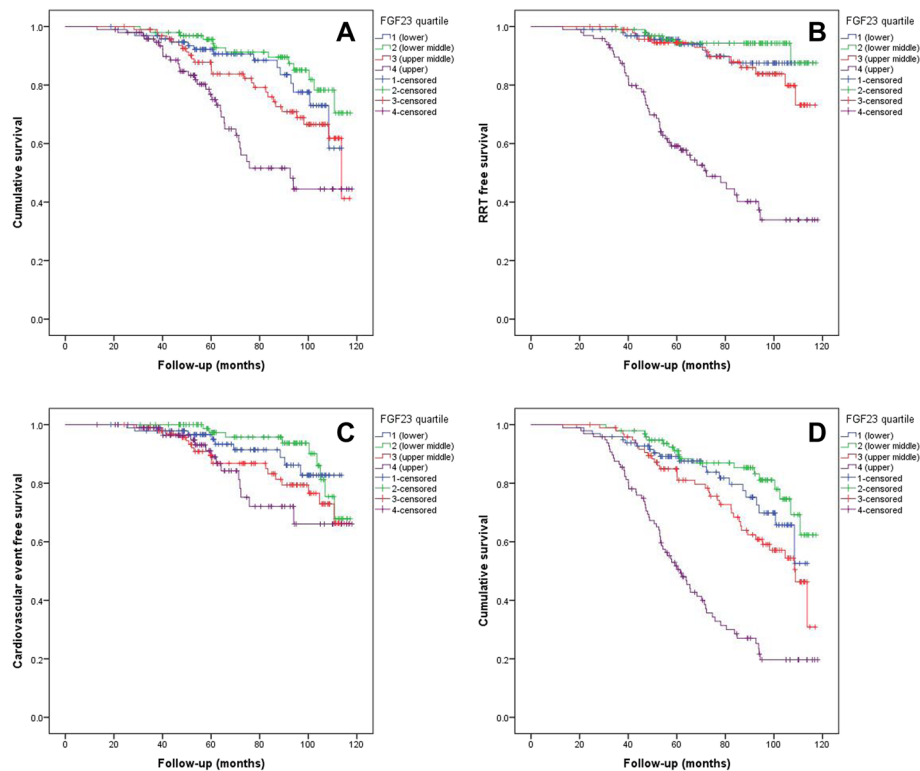 A
FGF23 quartile
1 (lower)
2 (lower middle)
3 (upper middle)
4 (upper)
1-censored
2-censored
3-censored
4-censored
Cumulative survival
1.0
0.8
0.6
0.4
0.2
0.0
0 20 40 60 80 100 120
Follow-up (months)
B
FGF23 quartile
1 (lower)
2 (lower middle)
3 (upper middle)
4 (upper)
1-censored
2-censored
3-censored
4-censored
RRT free survival
1.0
0.8
0.6
0.4
0.2
0.0
0 20 40 60 80 100 120
Follow-up (months)
C
FGF23 quartile
1 (lower)
2 (lower middle)
3 (upper middle)
4 (upper)
1-censored
2-censored
3-censored
4-censored
Cardiovascular event free survival
1.0
0.8
0.6
0.4
0.2
0.0
0 20 40 60 80 100 120
Follow-up (months)
D
FGF23 quartile
1 (lower)
2 (lower middle)
3 (upper middle)
4 (upper)
1-censored
2-censored
3-censored
4-censored
Cumulative survival
1.0
0.8
0.6
0.4
0.2
0.0
0 20 40 60 80 100 120
Follow-up (months)